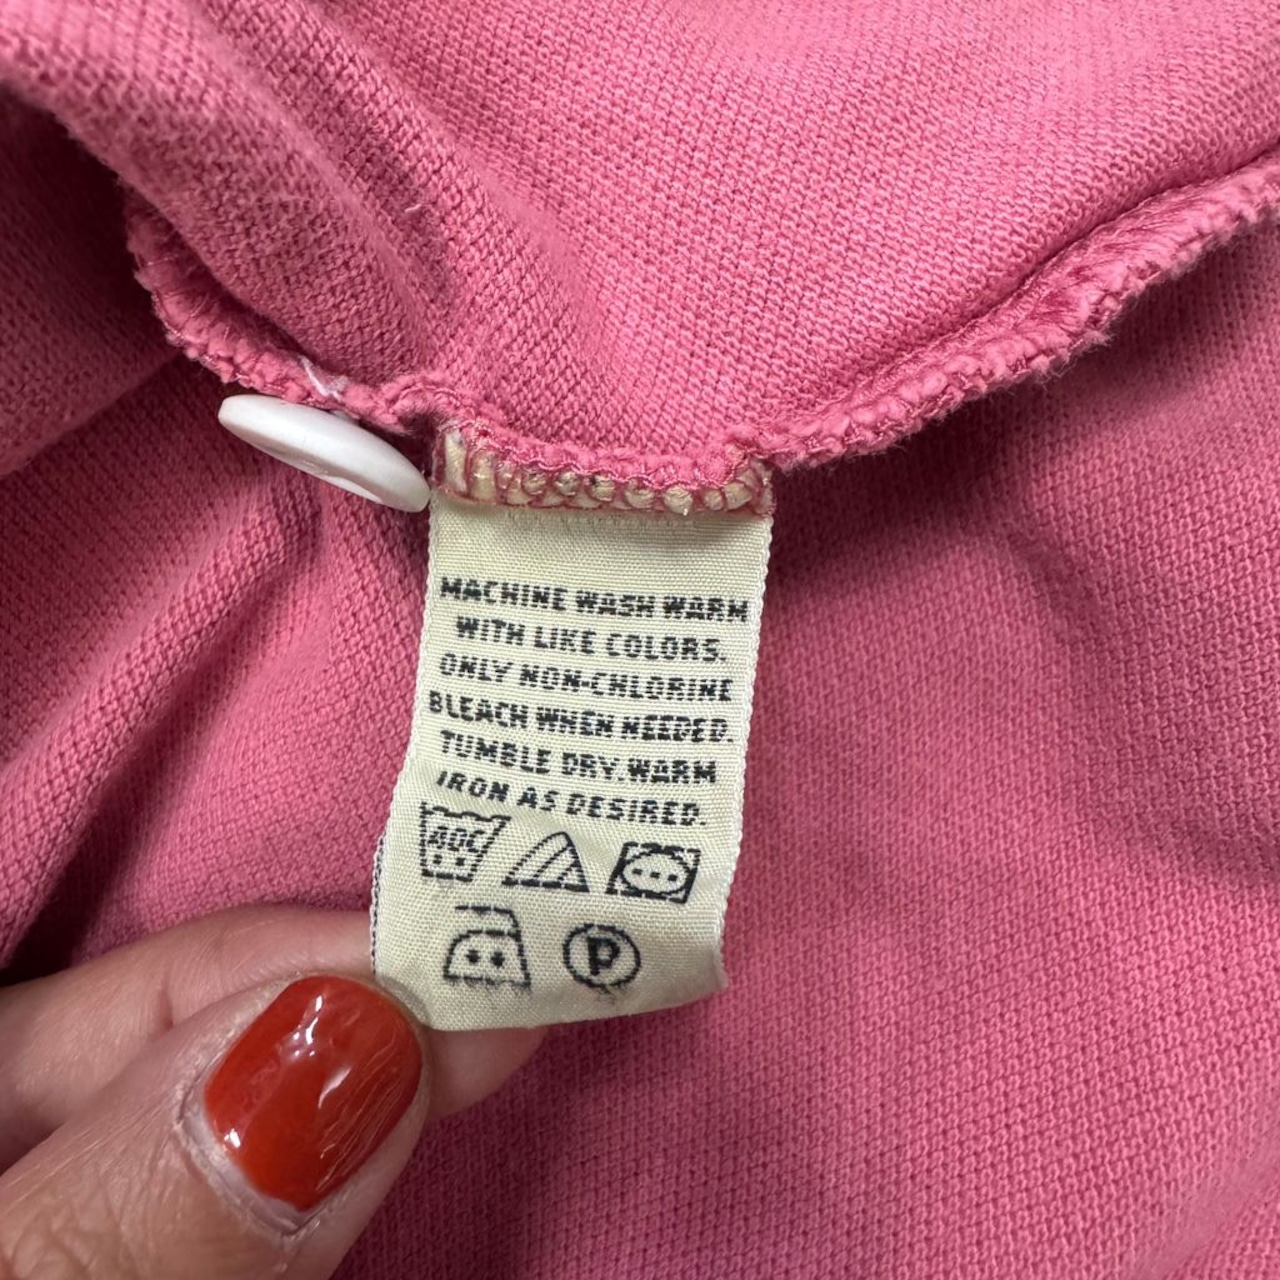 MACHINE WASH WARM
WITH LIKE COLORS.
ONLY NON-CHLORINE
BLEACH WHEN NEEDED.
TUMBLE DRY. WARM
IRON AS DESIRED.
40C
P